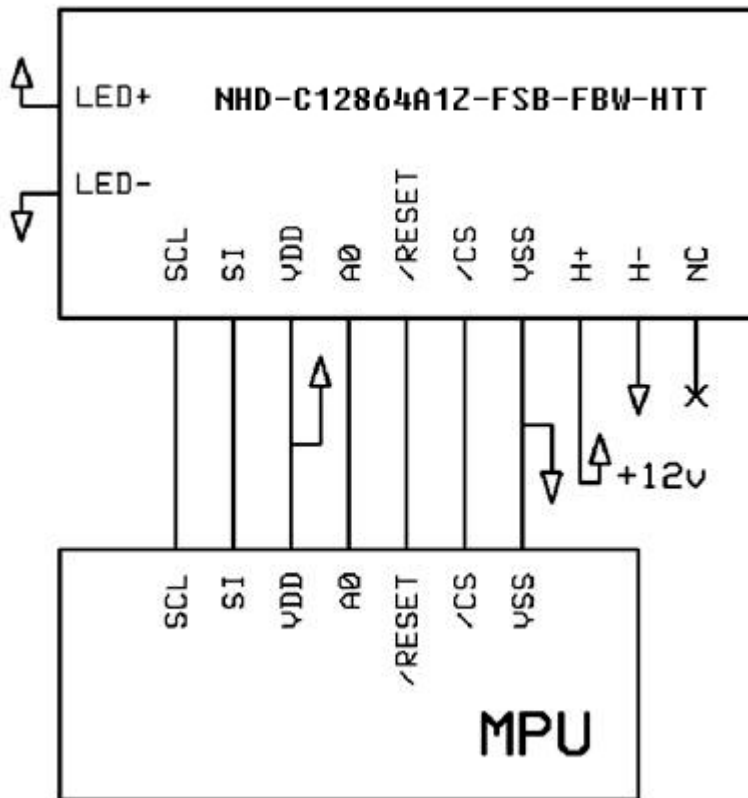 LED+ NHD-C12864A1Z-FSB-FBW-HTT
LED-
SCL SI VDD A0 /RESET /CS VSS H+ H- NC
+12v
SCL SI VDD A0 /RESET /CS VSS
MPU